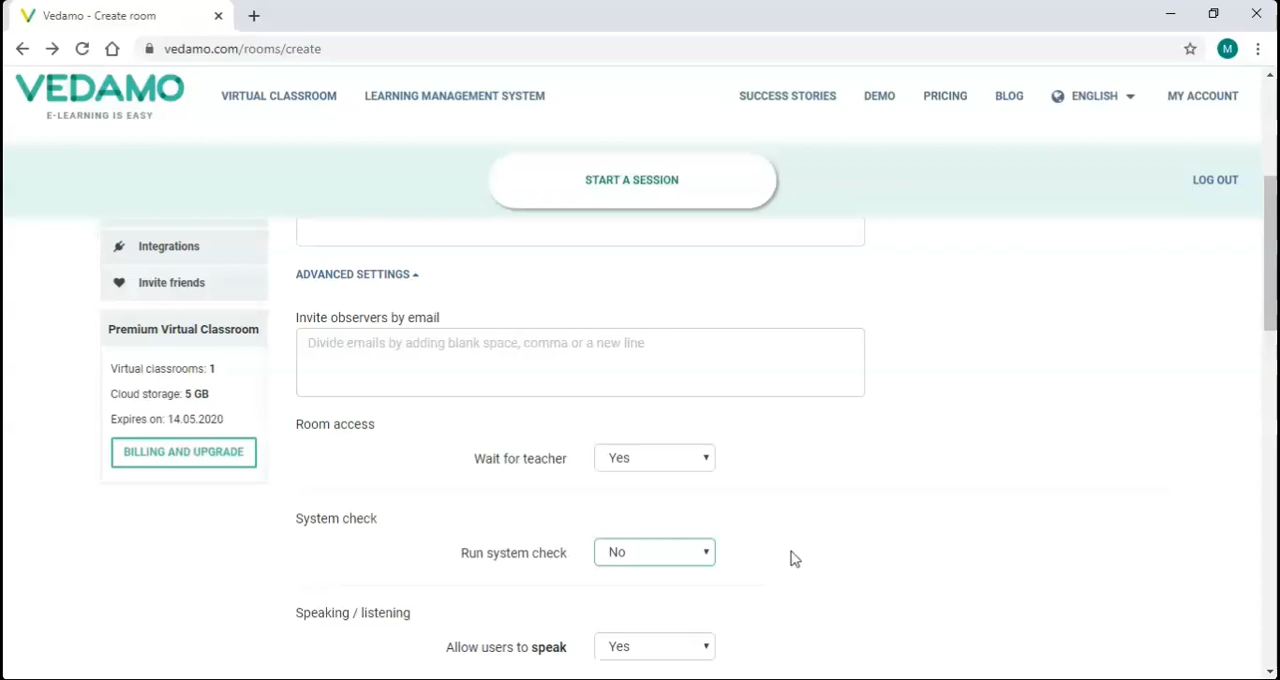 Vedamo - Create room
vedamo.com/rooms/create
M
VEDAMO
E-LEARNING IS EASY
VIRTUAL CLASSROOM
LEARNING MANAGEMENT SYSTEM
SUCCESS STORIES
DEMO
PRICING
BLOG
ENGLISH
MY ACCOUNT
START A SESSION
LOG OUT
Integrations
Invite friends
Premium Virtual Classroom
Virtual classrooms: 1
Cloud storage: 5 GB
Expires on: 14.05.2020
BILLING AND UPGRADE
ADVANCED SETTINGS
Invite observers by email
Divide emails by adding blank space, comma or a new line
Room access
Wait for teacher Yes
System check
Run system check No
Speaking / listening
Allow users to speak Yes